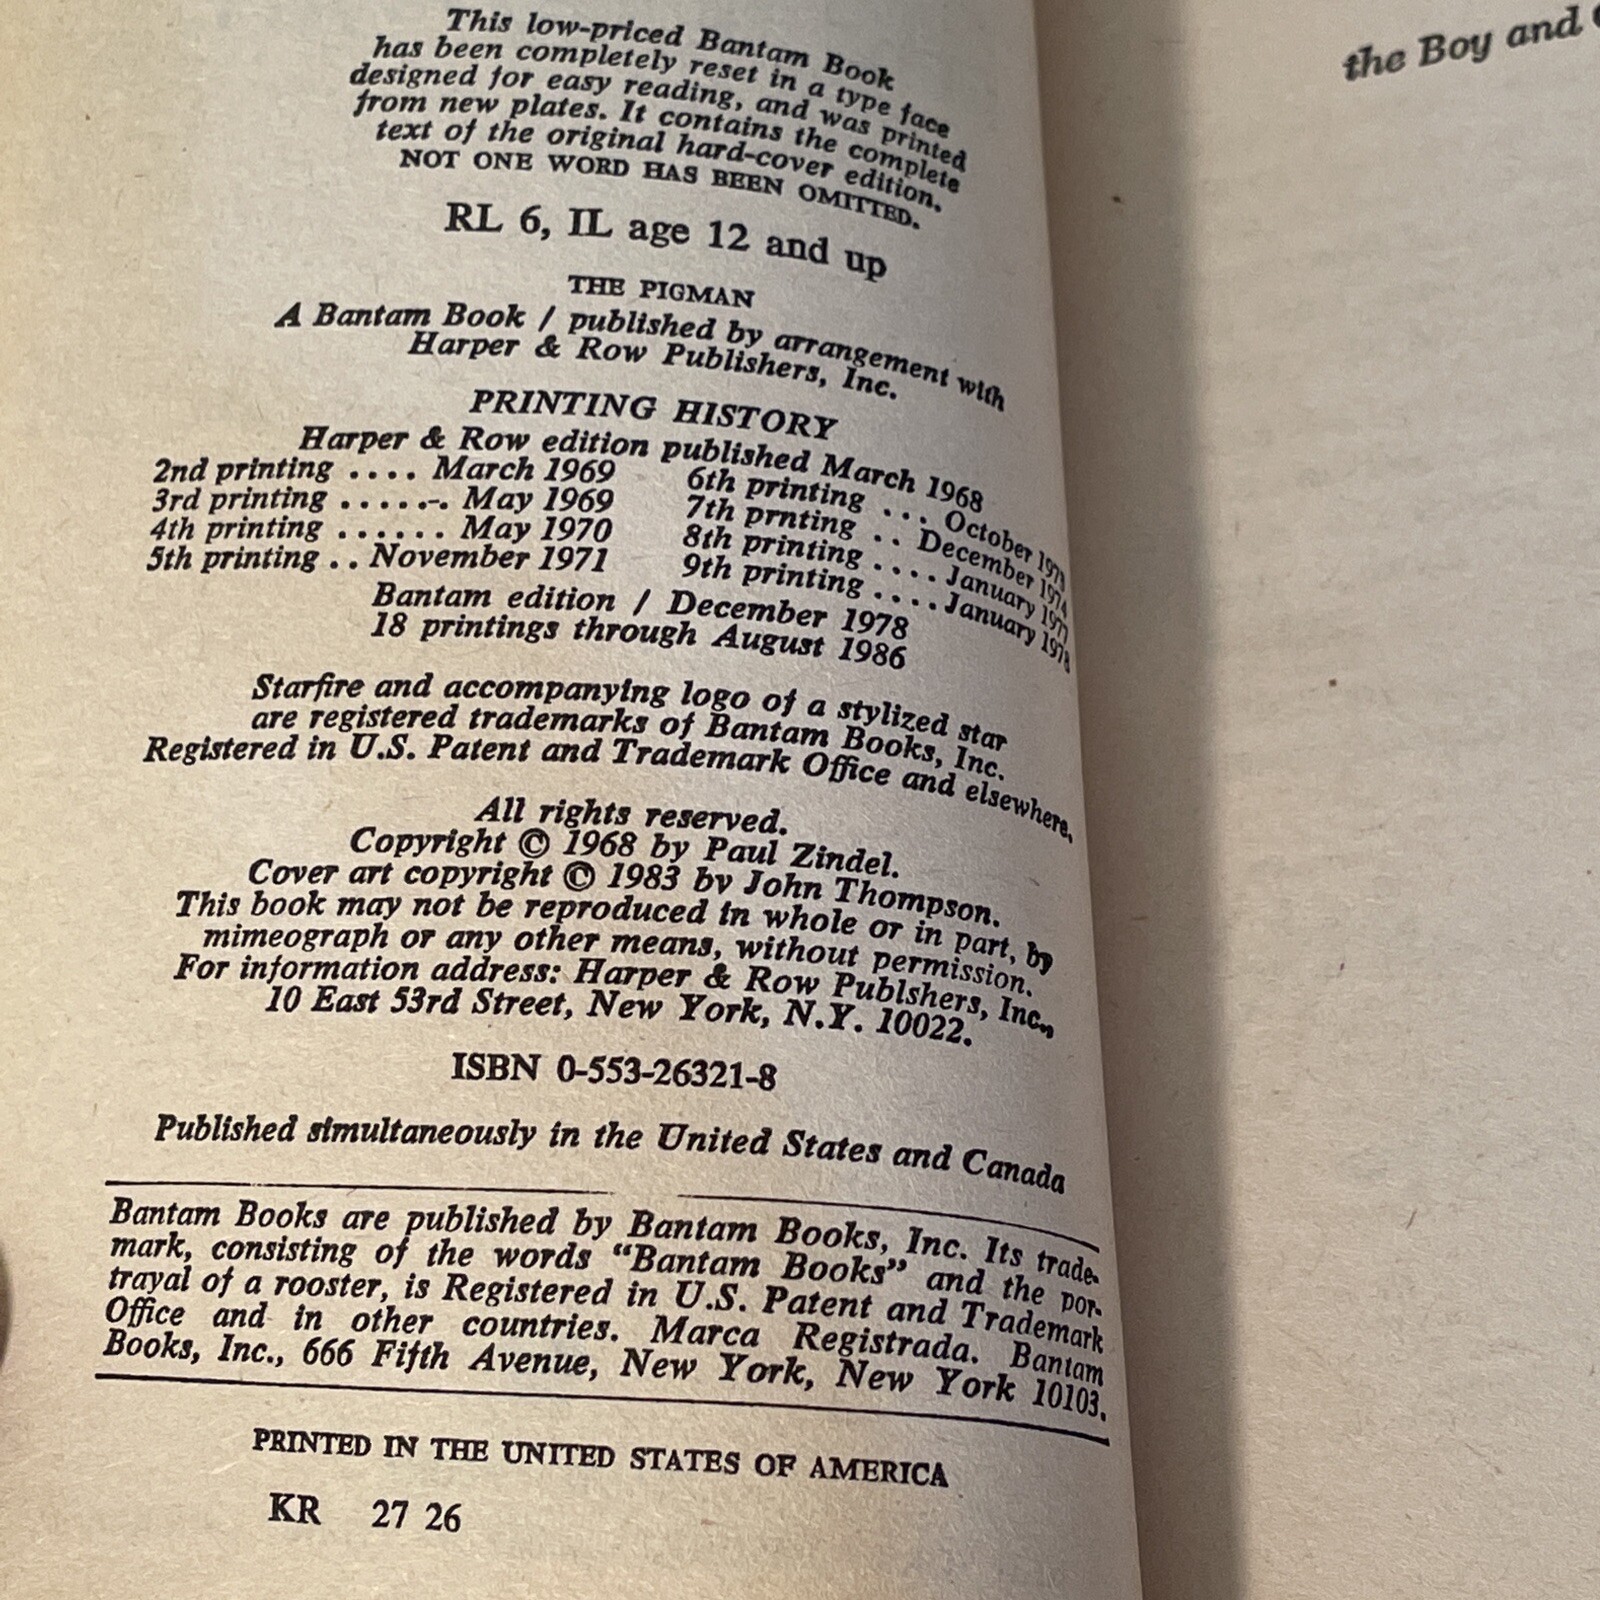 This low-priced Bantam Book
has been completely reset in a type face
designed for easy reading, and was printed
from new plates. It contains the complete
text of the original hard-cover edition.
NOT ONE WORD HAS BEEN OMITTED.
RL 6, IL age 12 and up
THE PIGMAN
A Bantam Book / published by arrangement with
Harper & Row Publishers, Inc.
PRINTING HISTORY
Harper & Row edition published March 1968
2nd printing .... March 1969
3rd printing .....-. May 1969
4th printing ...... May 1970
5th printing .. November 1971
6th printing ... October 1973
7th prnting .. December 1974
8th printing .... January 1977
9th printing .... January 1978
Bantam edition / December 1978
18 printings through August 1986
Starfire and accompanying logo of a stylized star
are registered trademarks of Bantam Books, Inc.
Registered in U.S. Patent and Trademark Office and elsewhere.
All rights reserved.
Copyright © 1968 by Paul Zindel.
Cover art copyright © 1983 by John Thompson.
This book may not be reproduced in whole or in part, by
mimeograph or any other means, without permission.
For information address: Harper & Row Publshers, Inc.,
10 East 53rd Street, New York, N.Y. 10022.
ISBN 0-553-26321-8
Published simultaneously in the United States and Canada
Bantam Books are published by Bantam Books, Inc. Its trade-
mark, consisting of the words "Bantam Books" and the por-
trayal of a rooster, is Registered in U.S. Patent and Trademark
Office and in other countries. Marca Registrada. Bantam
Books, Inc., 666 Fifth Avenue, New York, New York 10103.
PRINTED IN THE UNITED STATES OF AMERICA
KR 27 26
the Boy and